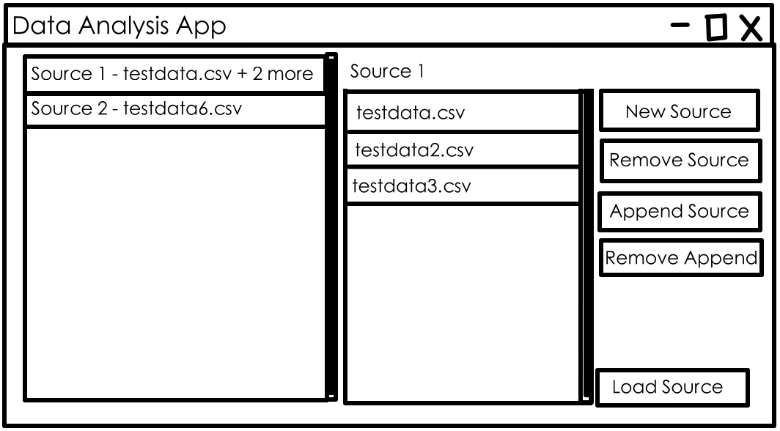 Data Analysis App
Source 1 - testdata.csv + 2 more
Source 2 - testdata6.csv
Source 1
testdata.csv
testdata2.csv
testdata3.csv
New Source
Remove Source
Append Source
Remove Append
Load Source